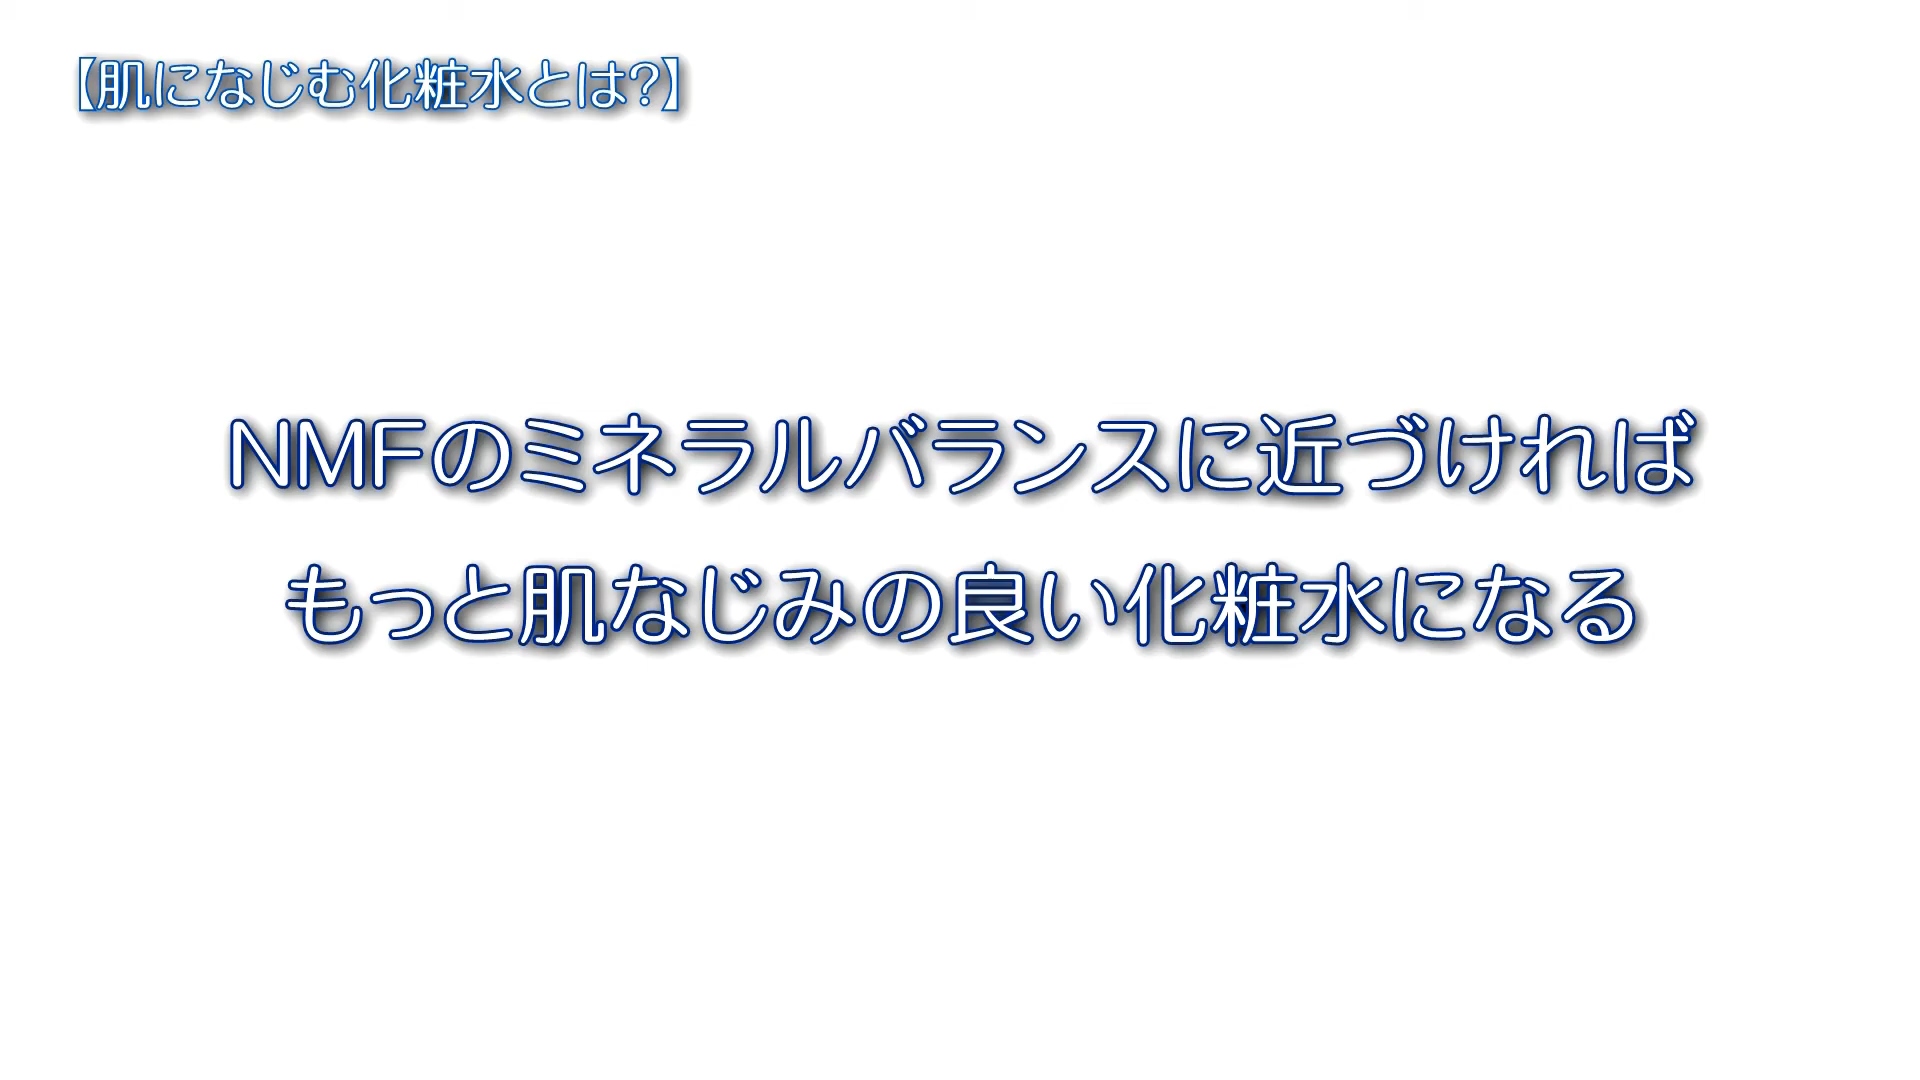 【肌になじむ化粧水とは?】
NMFのミネラルバランスに近づければ
もっと肌なじみの良い化粧水になる